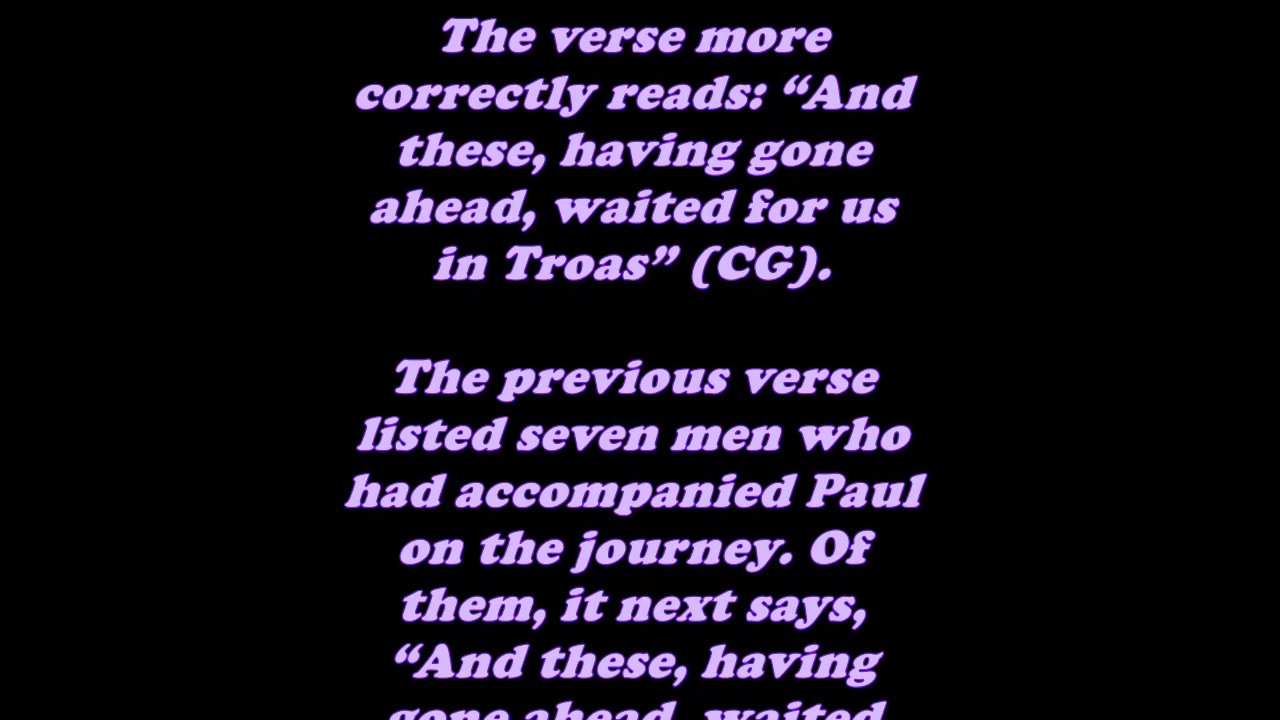 The verse more
correctly reads: “And
these, having gone
ahead, waited for us
in Troas” (CG).
The previous verse
listed seven men who
had accompanied Paul
on the journey. Of
them, it next says,
“And these, having
gone ahead, waited